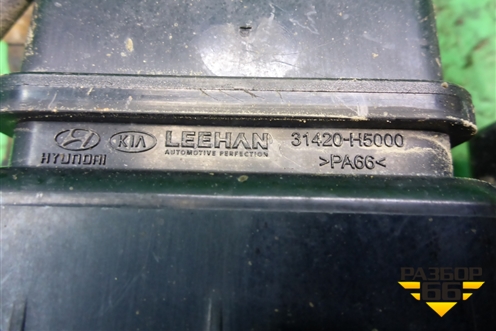 KIA LEEHAN 31420-H5000
HYUNDAI AUTOMOTIVE PERFECTION >PA66<
РАЗБОР
66